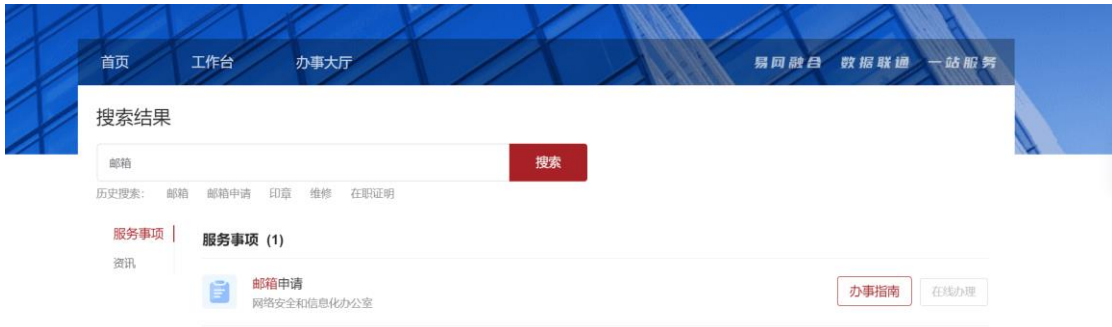 首页 工作台 办事大厅 易网融合 数据联通 一站服务
搜索结果
邮箱 搜索
历史搜索: 邮箱 邮箱申请 印章 维修 在职证明
服务事项 服务事项 (1)
资讯
邮箱申请 办事指南 在线办理
网络安全和信息化办公室